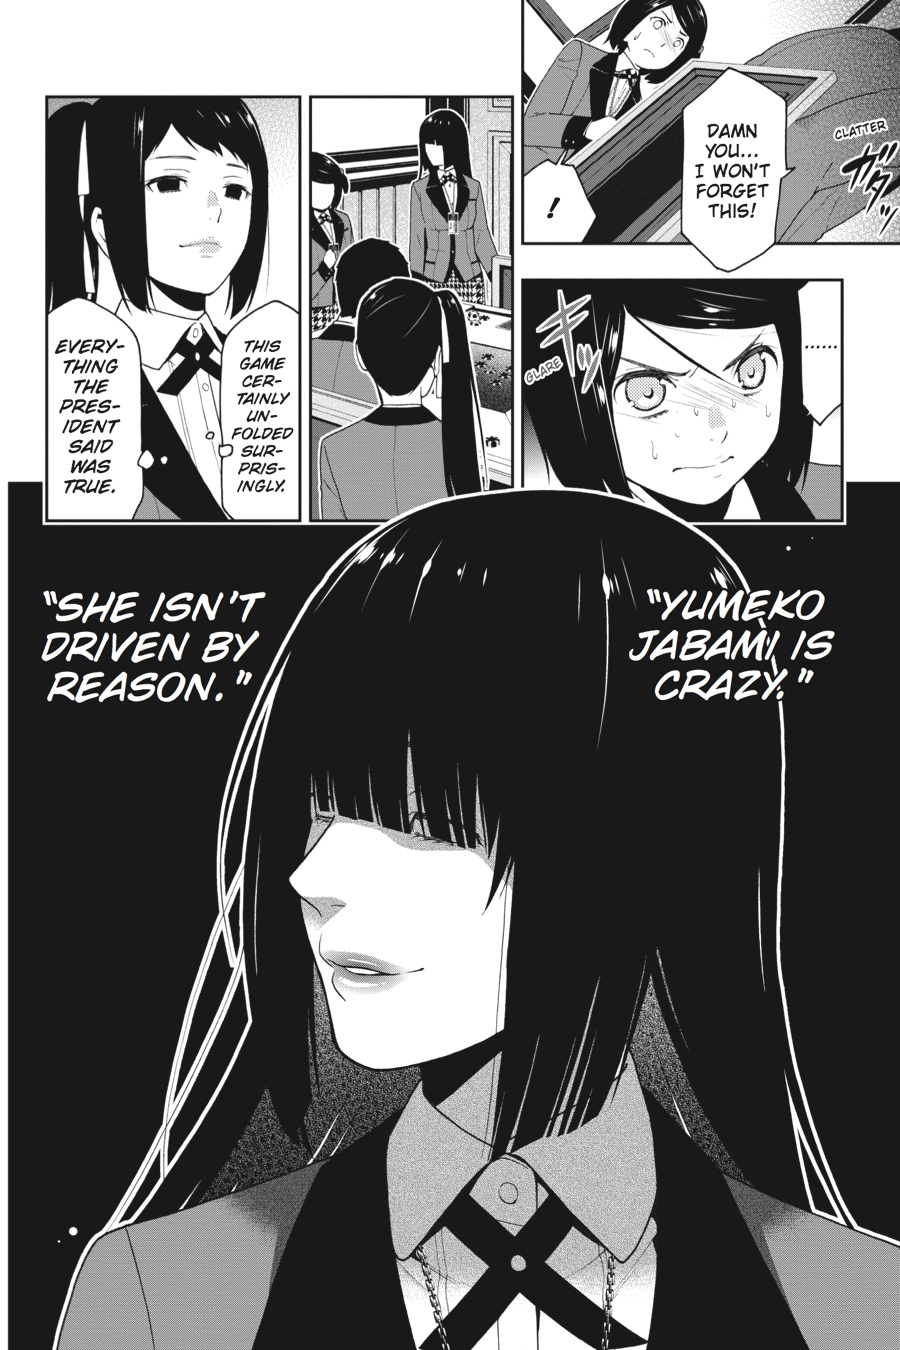 DAMN
YOU...
I WON'T
FORGET
THIS!
CLATTER
ガタッ
!
.......
GLARE
キッ
THIS
GAME
CER-
TAINLY
UN-
FOLDED
SUR-
PRIS-
INGLY.
EVERY-
THING
THE
PRES-
IDENT
SAID
WAS
TRUE.
"YUMEKO
JABAMI IS
CRAZY."
"SHE ISN'T
DRIVEN BY
REASON."